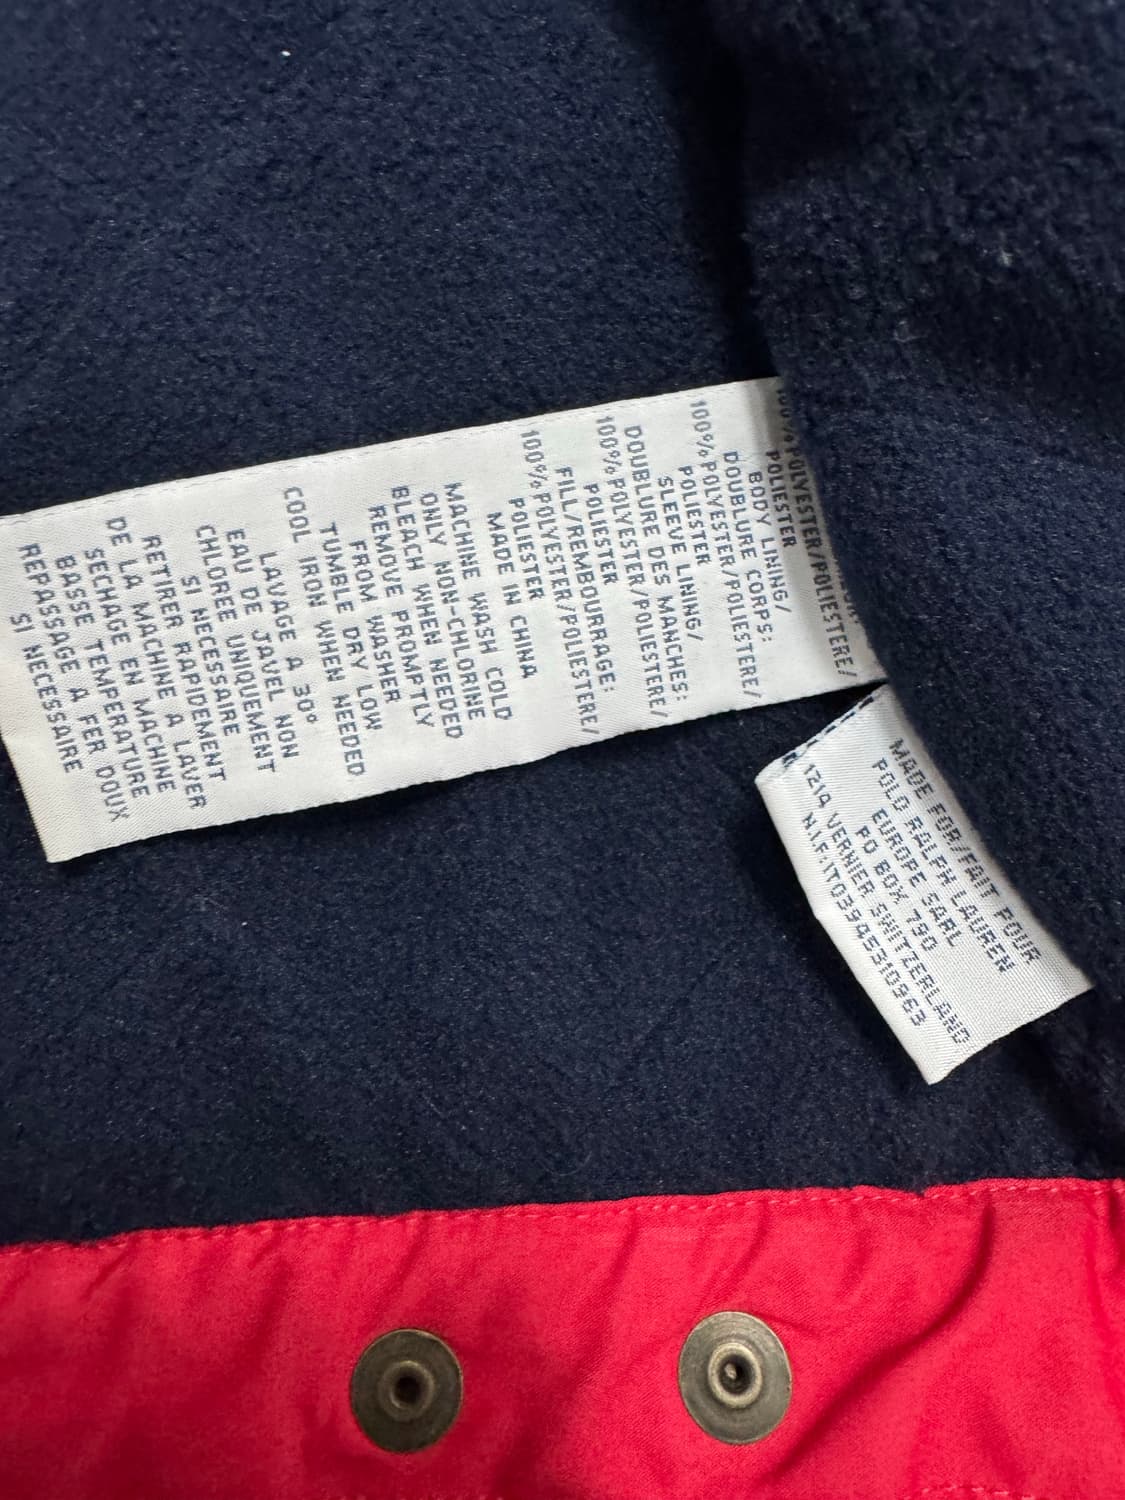 100% POLYESTER/POLIESTERE/
POLIESTER
BODY LINING/
DOUBLURE CORPS:
100% POLYESTER/POLIESTERE/
POLIESTER
SLEEVE LINING/
DOUBLURE DES MANCHES:
100% POLYESTER/POLIESTERE/
POLIESTER
FILL/REMBOURRAGE:
100% POLYESTER/POLIESTERE/
POLIESTER
MADE IN CHINA
MACHINE WASH COLD
ONLY NON-CHLORINE
BLEACH WHEN NEEDED
REMOVE PROMPTLY
FROM WASHER
TUMBLE DRY LOW
COOL IRON WHEN NEEDED
LAVAGE A 30°
EAU DE JAVEL NON
CHLOREE UNIQUEMENT
SI NECESSAIRE
RETIRER RAPIDEMENT
DE LA MACHINE A LAVER
SECHAGE EN MACHINE
BASSE TEMPERATURE
REPASSAGE A FER DOUX
SI NECESSAIRE
MADE FOR/FAIT POUR
POLO RALPH LAUREN
EUROPE SARL
PO BOX 790
1214 VERNIER SWITZERLAND
N.I.F:IT03945310963